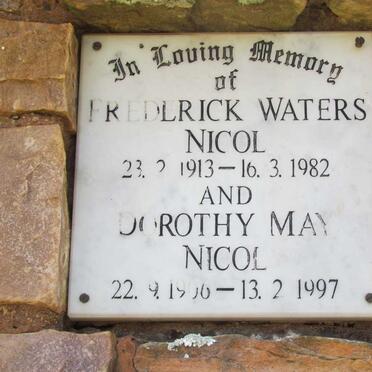 In Loving Memory
of
FREDERICK WATERS
NICOL
23. 2 1913 – 16. 3. 1982
AND
DOROTHY MAY
NICOL
22. 9. 1906 – 13. 2 1997